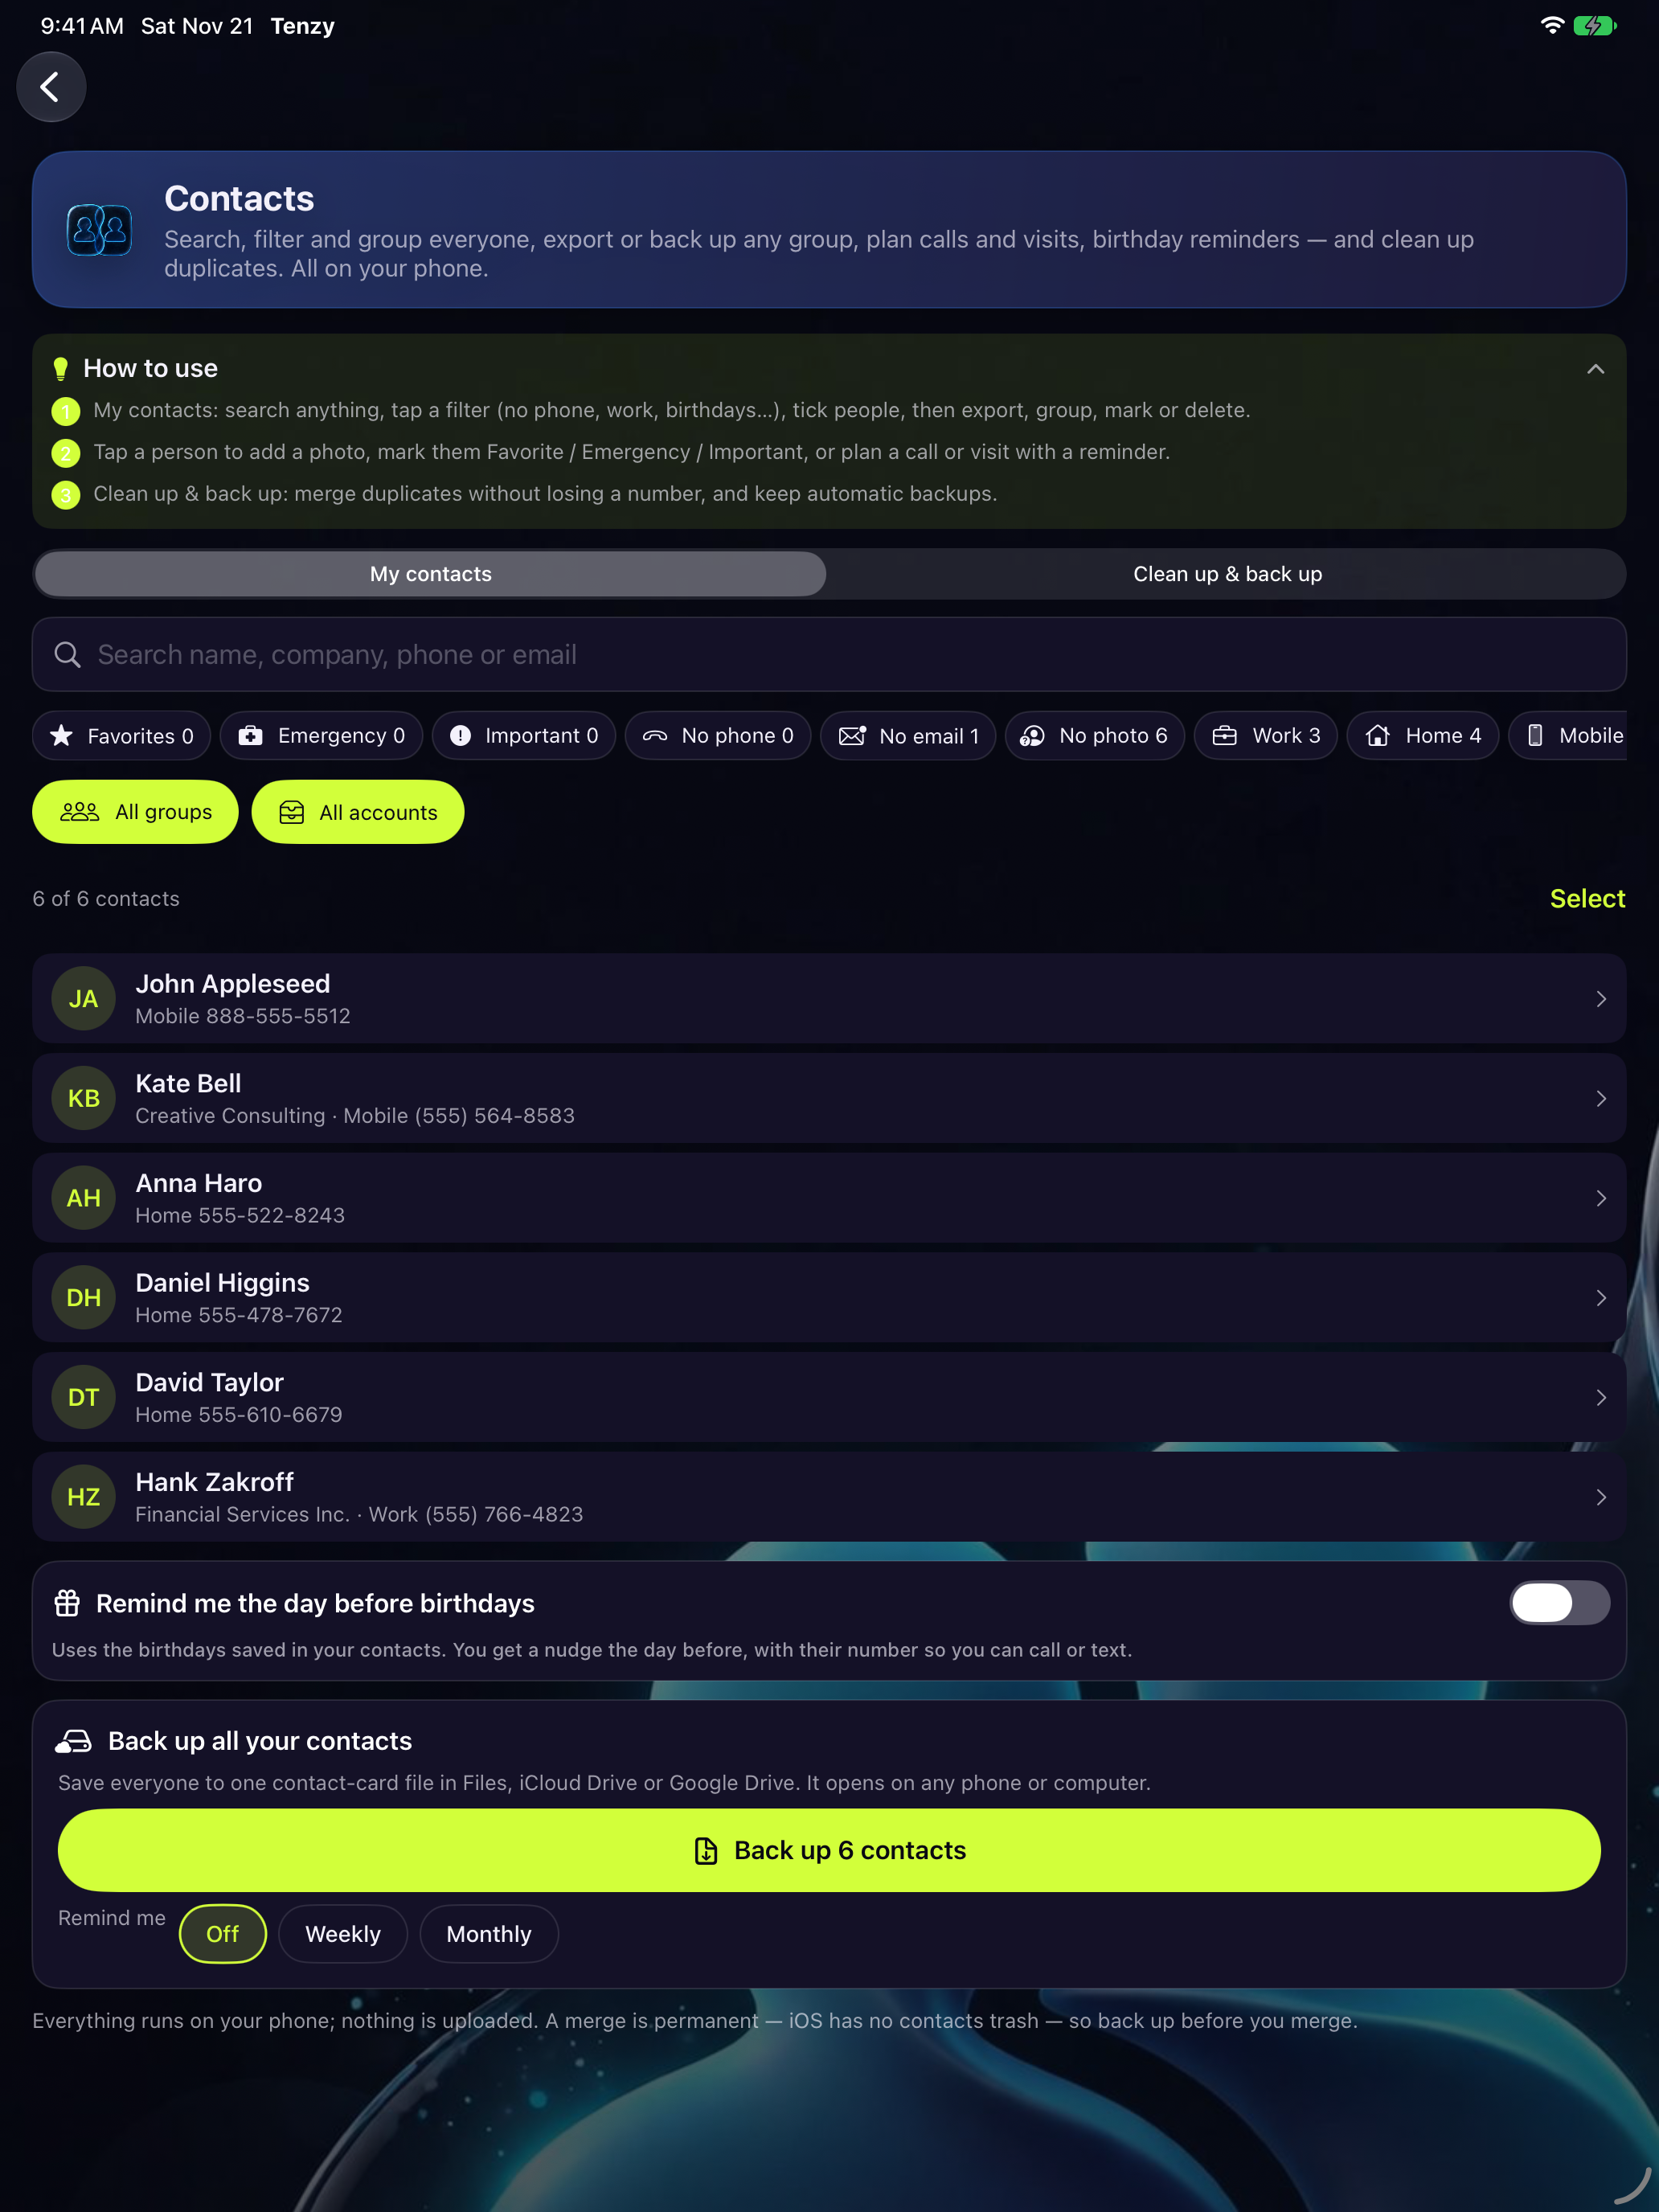 9:41 AM Sat Nov 21 Tenzy
Contacts
Search, filter and group everyone, export or back up any group, plan calls and visits, birthday reminders — and clean up
duplicates. All on your phone.
How to use
1 My contacts: search anything, tap a filter (no phone, work, birthdays...), tick people, then export, group, mark or delete.
2 Tap a person to add a photo, mark them Favorite / Emergency / Important, or plan a call or visit with a reminder.
3 Clean up & back up: merge duplicates without losing a number, and keep automatic backups.
My contacts Clean up & back up
Search name, company, phone or email
Favorites 0 Emergency 0 Important 0 No phone 0 No email 1 No photo 6 Work 3 Home 4 Mobile
All groups All accounts
6 of 6 contacts Select
JA John Appleseed
Mobile 888-555-5512
KB Kate Bell
Creative Consulting · Mobile (555) 564-8583
AH Anna Haro
Home 555-522-8243
DH Daniel Higgins
Home 555-478-7672
DT David Taylor
Home 555-610-6679
HZ Hank Zakroff
Financial Services Inc. · Work (555) 766-4823
Remind me the day before birthdays
Uses the birthdays saved in your contacts. You get a nudge the day before, with their number so you can call or text.
Back up all your contacts
Save everyone to one contact-card file in Files, iCloud Drive or Google Drive. It opens on any phone or computer.
Back up 6 contacts
Remind me Off Weekly Monthly
Everything runs on your phone; nothing is uploaded. A merge is permanent — iOS has no contacts trash — so back up before you merge.